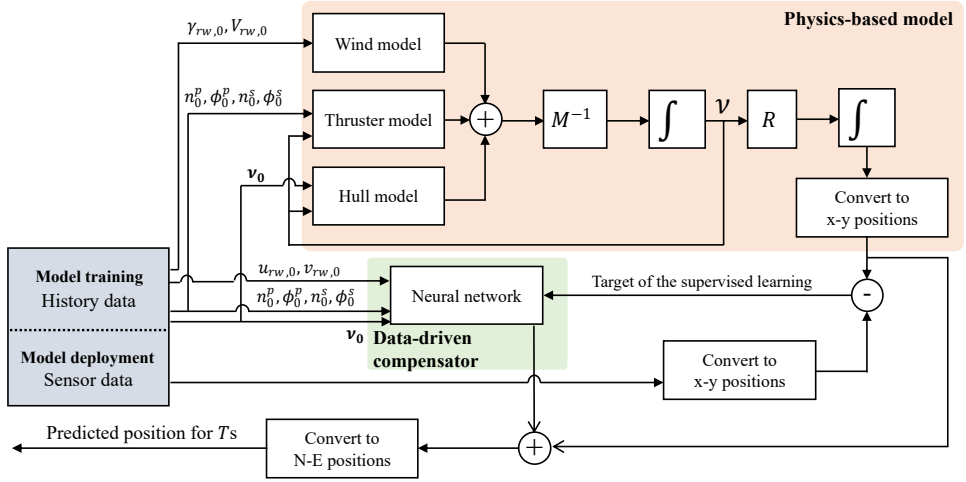 Physics-based model
γ_{rw,0}, V_{rw,0}
Wind model
n_0^p, ϕ_0^p, n_0^s, ϕ_0^s
Thruster model
+
M^{-1}
∫
ν
R
∫
ν_0
Hull model
Convert to
x-y positions
Model training
History data
u_{rw,0}, v_{rw,0}
n_0^p, ϕ_0^p, n_0^s, ϕ_0^s
Neural network
Target of the supervised learning
-
ν_0
Data-driven
compensator
Model deployment
Sensor data
Convert to
x-y positions
Predicted position for Ts
Convert to
N-E positions
+